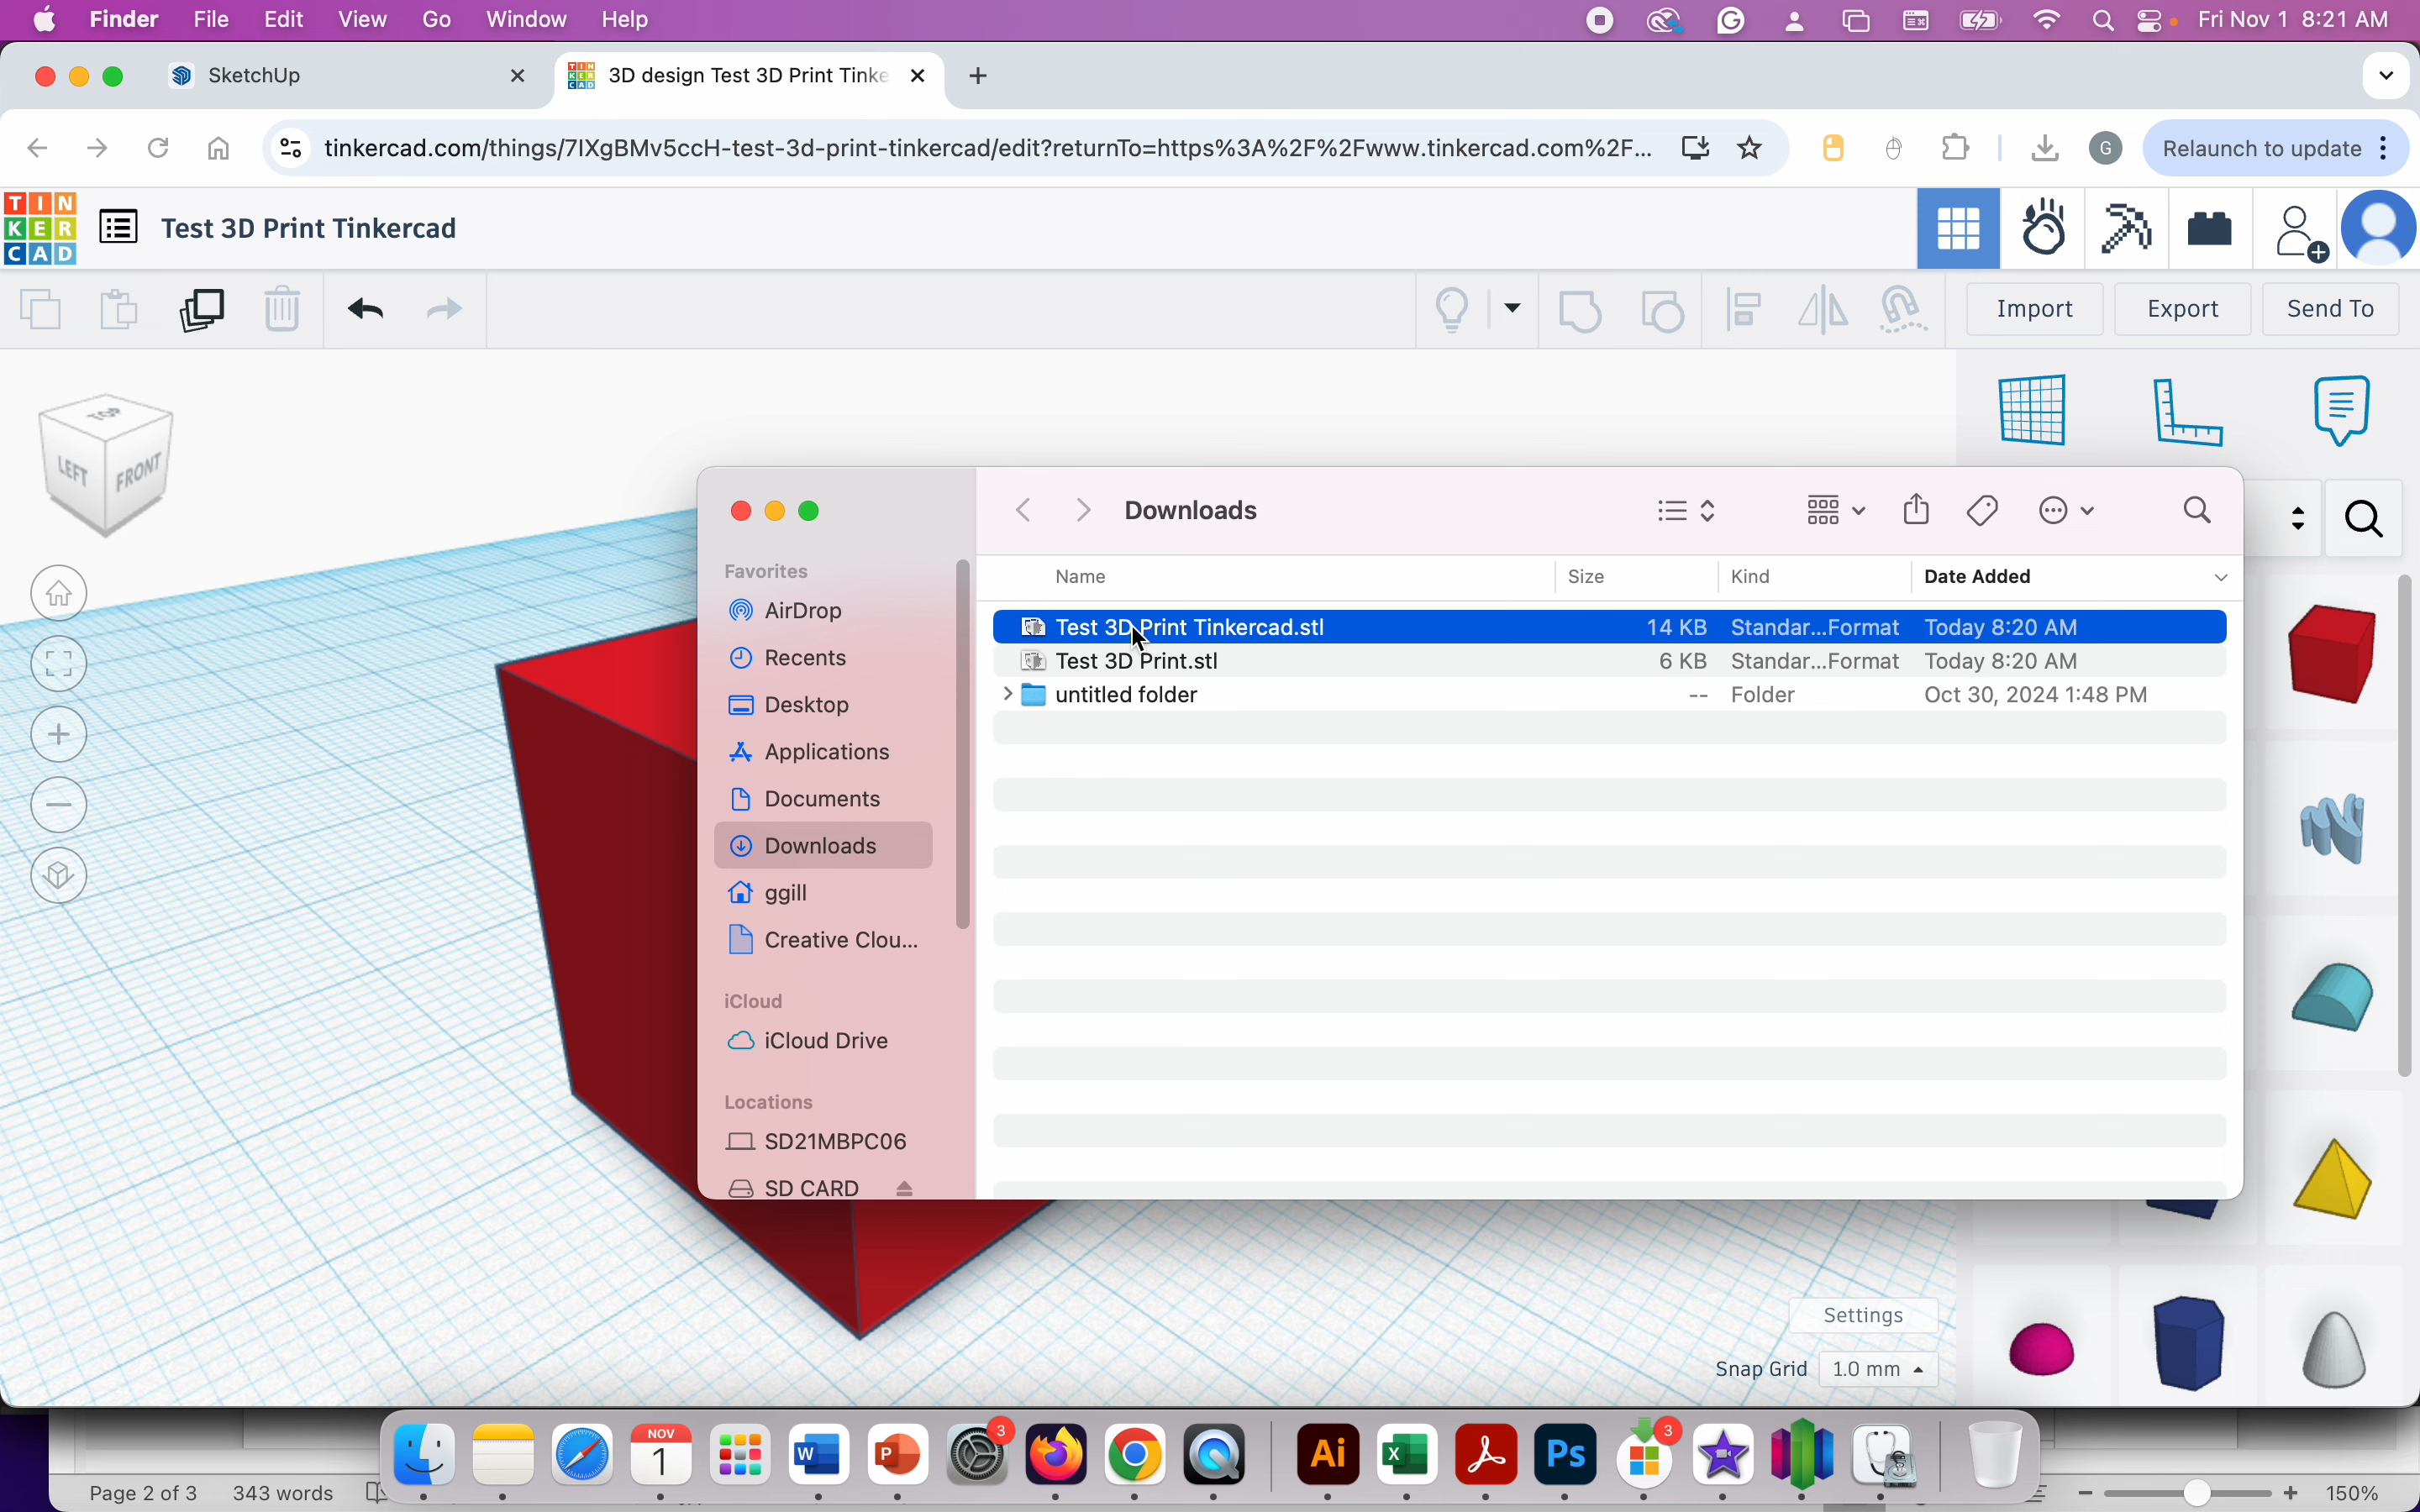 Finder File Edit View Go Window Help Fri Nov 1 8:21 AM
SketchUp 3D design Test 3D Print Tinke
tinkercad.com/things/7IXgBMv5ccH-test-3d-print-tinkercad/edit?returnTo=https%3A%2F%2Fwww.tinkercad.com%2F... G Relaunch to update
TIN
KER
CAD
Test 3D Print Tinkercad
Import Export Send To
TOP
LEFT FRONT
Downloads
Favorites
AirDrop
Recents
Desktop
Applications
Documents
Downloads
ggill
Creative Clou...
iCloud
iCloud Drive
Locations
SD21MBPC06
SD CARD
Name Size Kind Date Added
Test 3D Print Tinkercad.stl 14 KB Standar...Format Today 8:20 AM
Test 3D Print.stl 6 KB Standar...Format Today 8:20 AM
untitled folder -- Folder Oct 30, 2024 1:48 PM
Settings
Snap Grid 1.0 mm
NOV
1
W
P
3
Ai
X
Ps
3
Page 2 of 3 343 words 150%